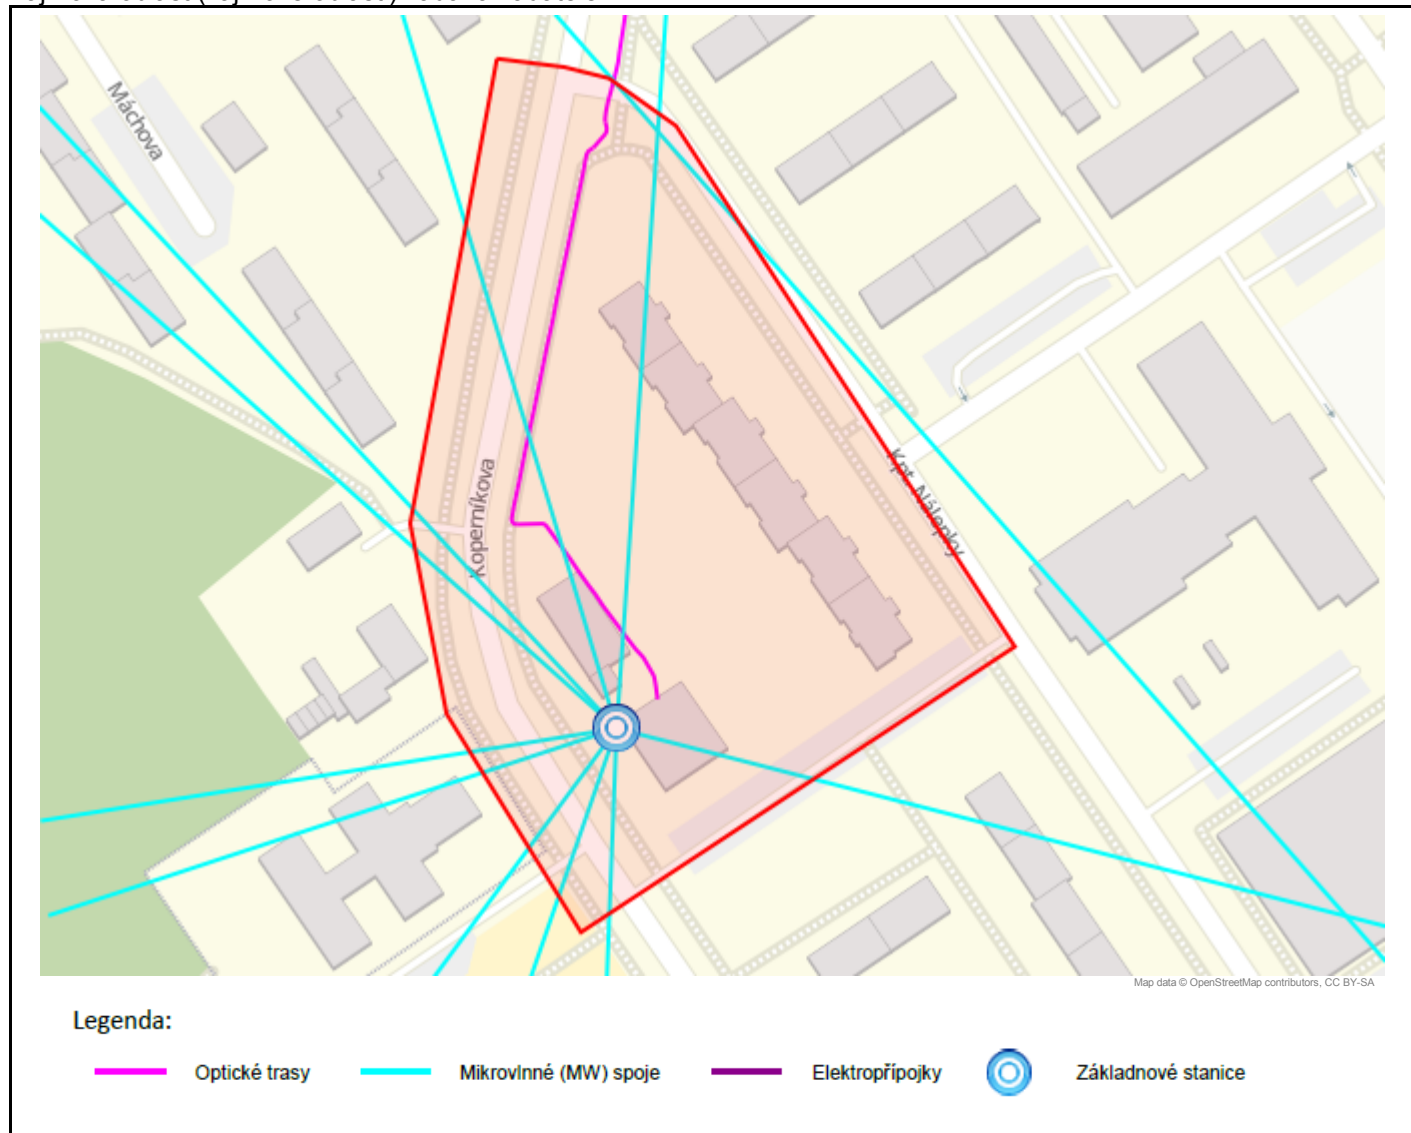 Máchova
Koperníkova
Kpt. Nálepky
Map data © OpenStreetMap contributors, CC BY-SA
Legenda:
Optické trasy
Mikrovlnné (MW) spoje
Elektropřípojky
Základnové stanice